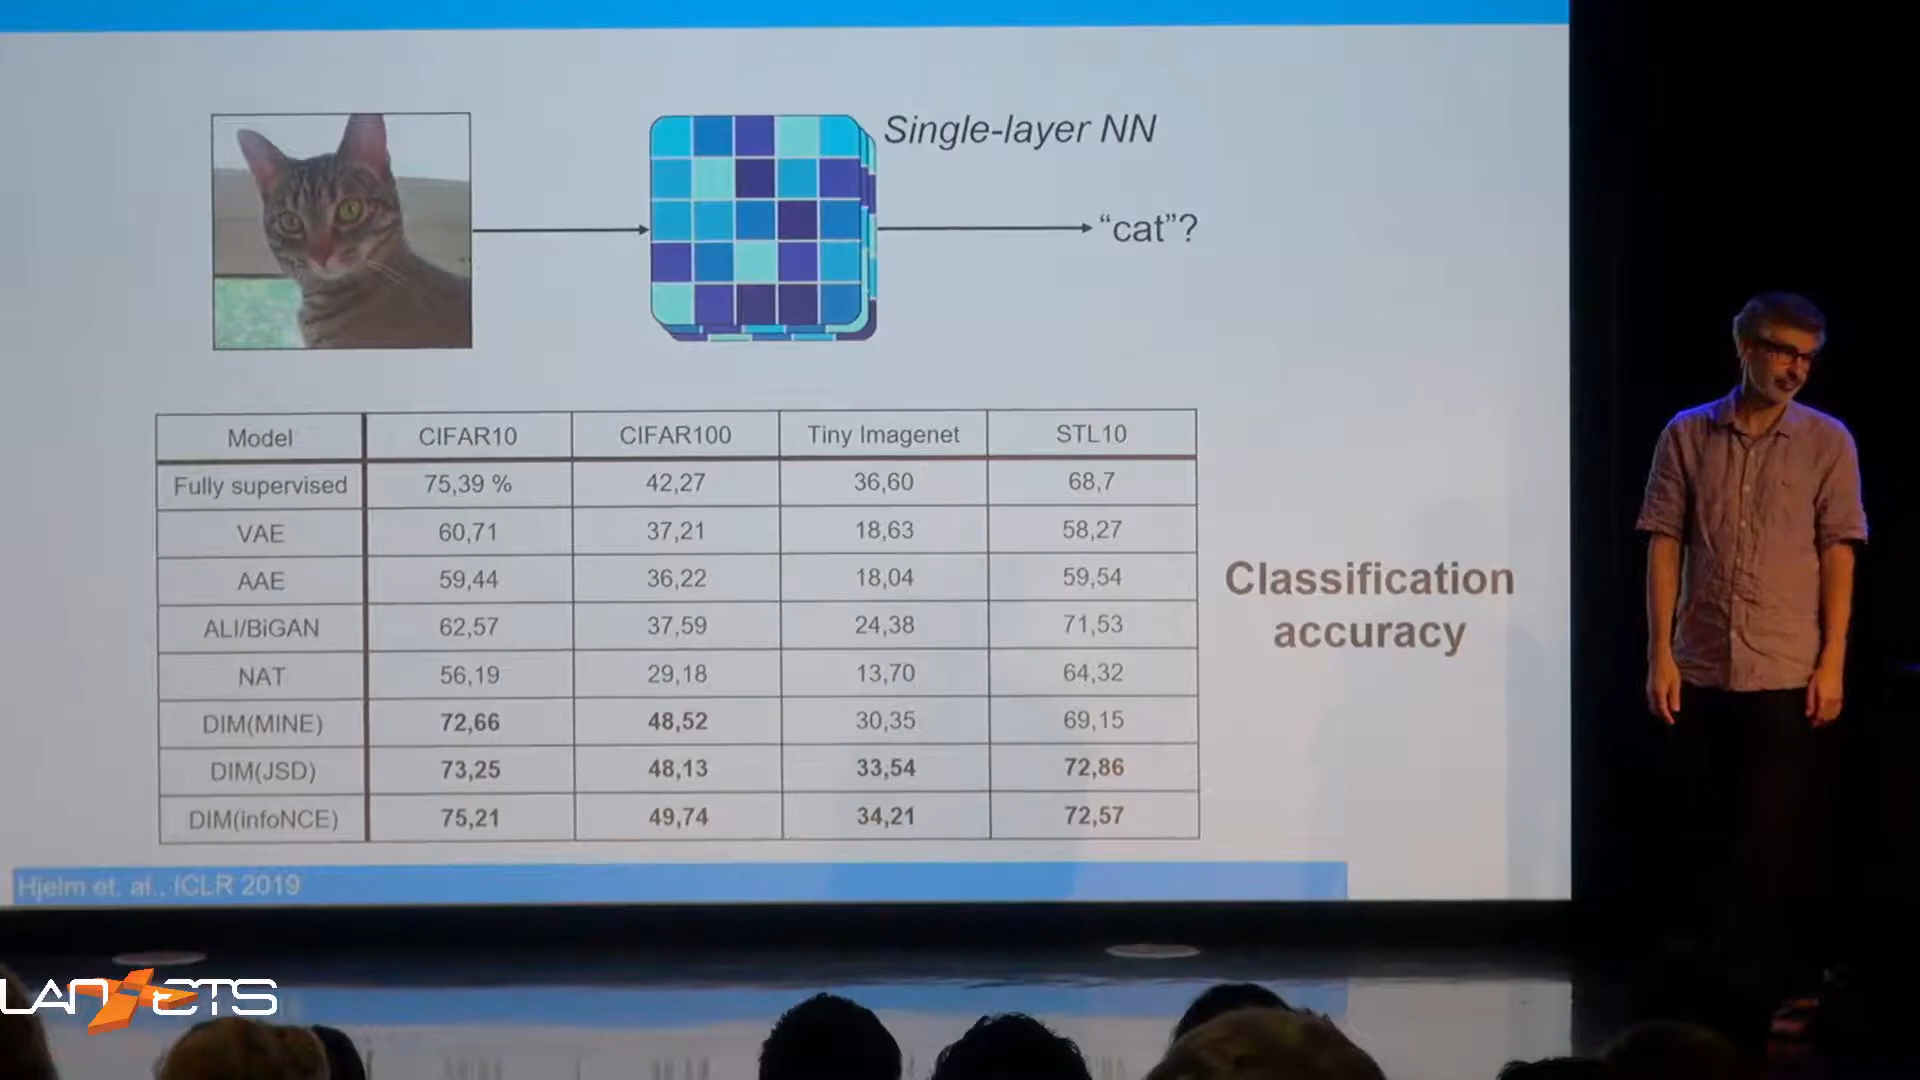 Single-layer NN
“cat”?
Model CIFAR10 CIFAR100 Tiny Imagenet STL10
Fully supervised 75,39 % 42,27 36,60 68,7
VAE 60,71 37,21 18,63 58,27
AAE 59,44 36,22 18,04 59,54
ALI/BiGAN 62,57 37,59 24,38 71,53
NAT 56,19 29,18 13,70 64,32
DIM(MINE) 72,66 48,52 30,35 69,15
DIM(JSD) 73,25 48,13 33,54 72,86
DIM(infoNCE) 75,21 49,74 34,21 72,57
Classification
accuracy
Hjelm et. al., ICLR 2019